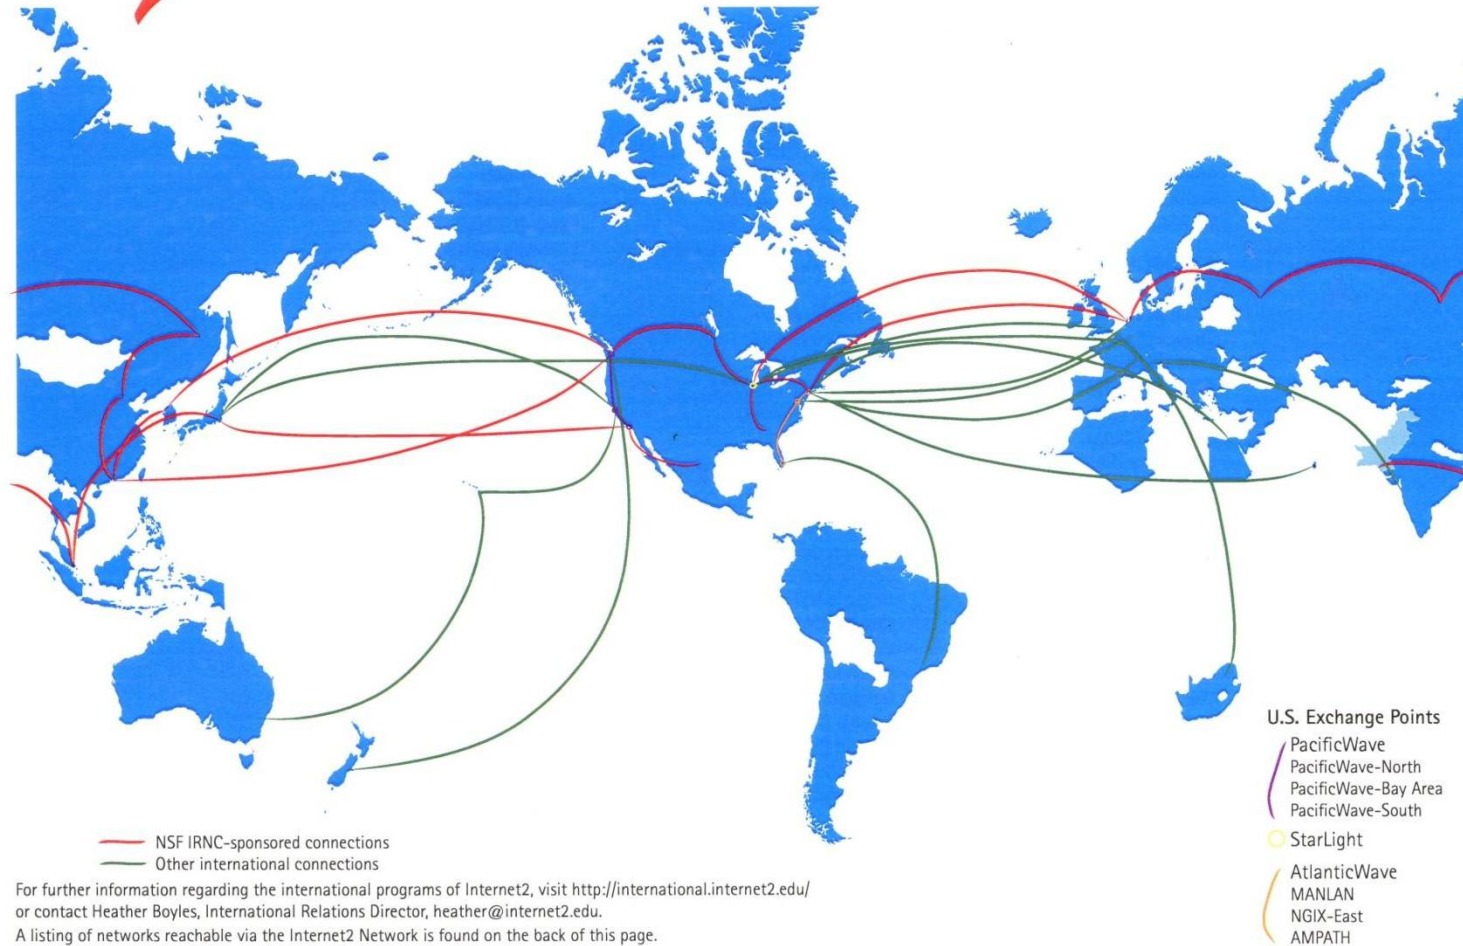 NSF IRNC-sponsored connections
Other international connections
For further information regarding the international programs of Internet2, visit http://international.internet2.edu/
or contact Heather Boyles, International Relations Director, heather@internet2.edu.
A listing of networks reachable via the Internet2 Network is found on the back of this page.
U.S. Exchange Points
PacificWave
PacificWave-North
PacificWave-Bay Area
PacificWave-South
StarLight
AtlanticWave
MANLAN
NGIX-East
AMPATH